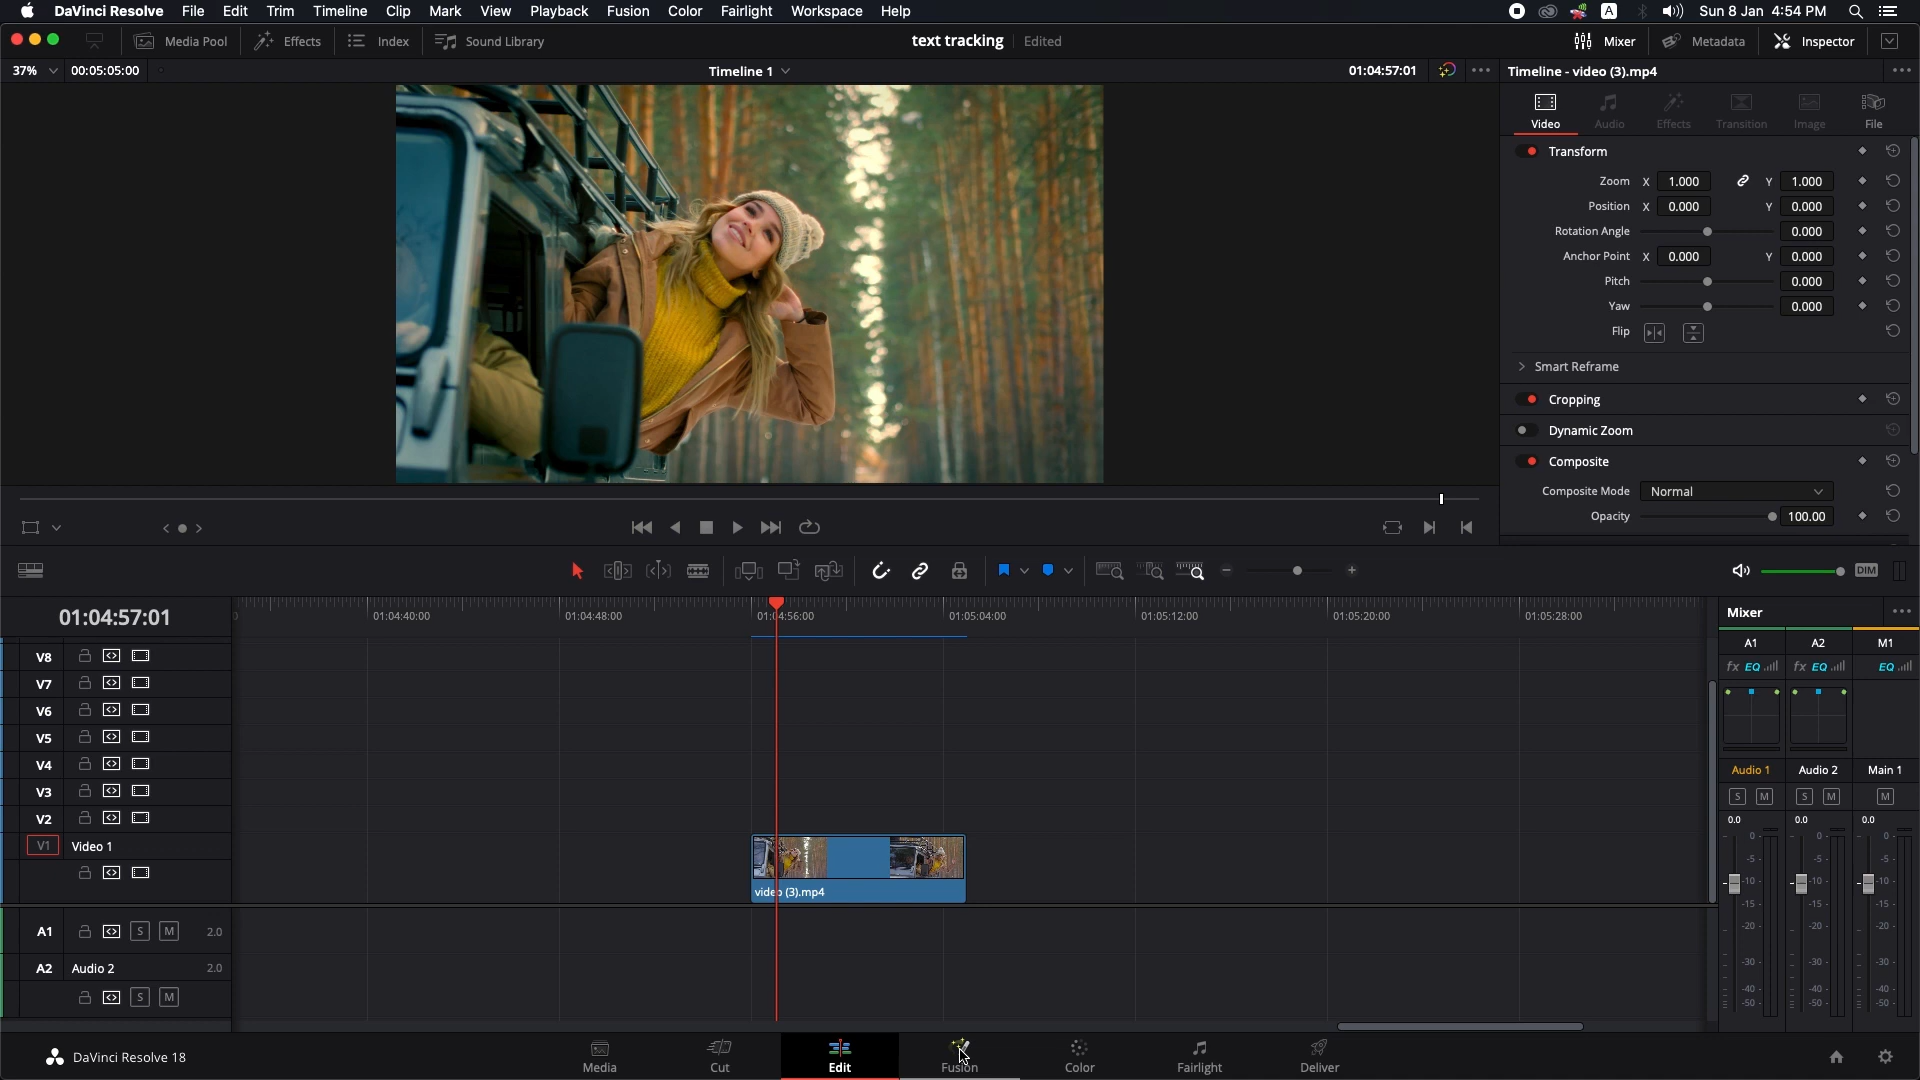 DaVinci Resolve File Edit Trim Timeline Clip Mark View Playback Fusion Color Fairlight Workspace Help A Sun 8 Jan 4:54 PM
Media Pool Effects Index Sound Library text tracking Edited Mixer Metadata Inspector
37% 00:05:05:00 Timeline 1 01:04:57:01 Timeline - video (3).mp4
Video Audio Effects Transition Image File
Transform
Zoom X 1.000 Y 1.000
Position X 0.000 Y 0.000
Rotation Angle 0.000
Anchor Point X 0.000 Y 0.000
Pitch 0.000
Yaw 0.000
Flip
Smart Reframe
Cropping
Dynamic Zoom
Composite
Composite Mode Normal
Opacity 100.00
DIM
01:04:57:01
01:04:40:00 01:04:48:00 01:04:56:00 01:05:04:00 01:05:12:00 01:05:20:00 01:05:28:00
V8
V7
V6
V5
V4
V3
V2
V1 Video 1
video (3).mp4
A1 S M 2.0
A2 Audio 2 2.0
S M
Mixer
A1 A2 M1
fx EQ fx EQ EQ
Audio 1 Audio 2 Main 1
S M S M M
0.0 0.0 0.0
0 0 0
-5 -5 -5
-10 -10 -10
-15 -15 -15
-20 -20 -20
-30 -30 -30
-40 -40 -40
-50 -50 -50
DaVinci Resolve 18 Media Cut Edit Fusion Color Fairlight Deliver